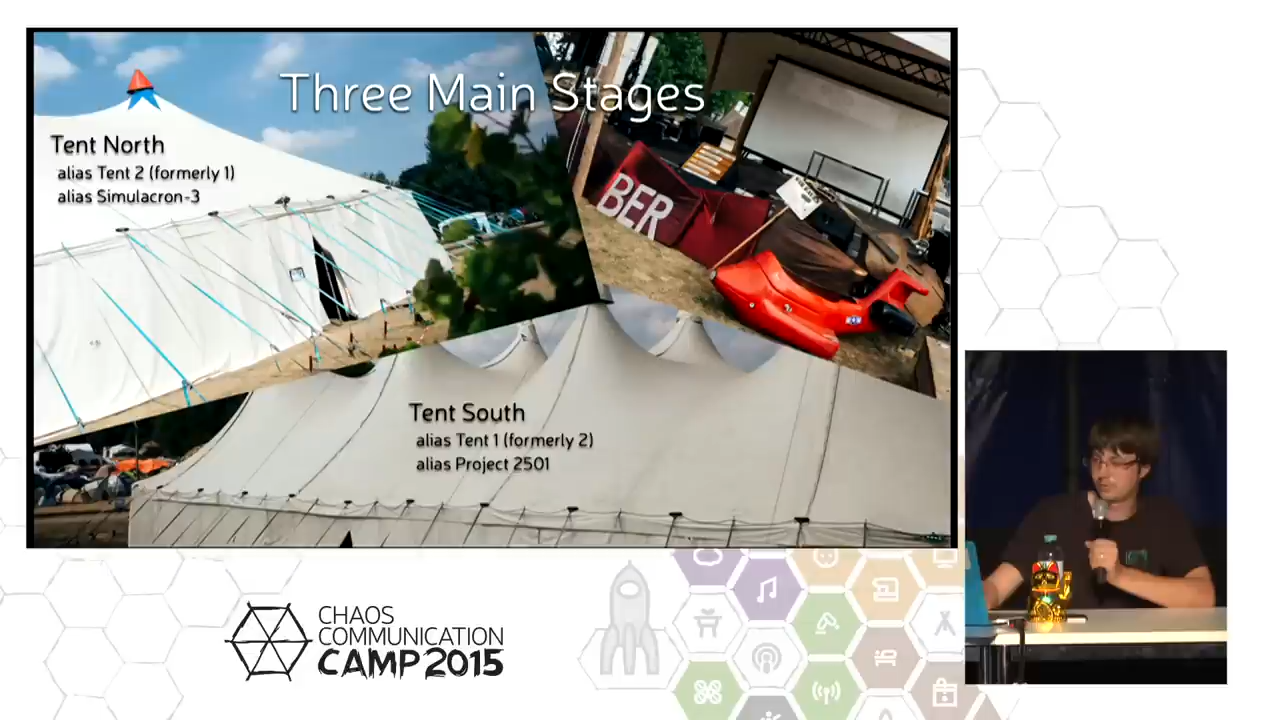 Three Main Stages
Tent North
alias Tent 2 (formerly 1)
alias Simulacron-3
BER
Tent South
alias Tent 1 (formerly 2)
alias Project 2501
CHAOS
COMMUNICATION
CAMP 2015